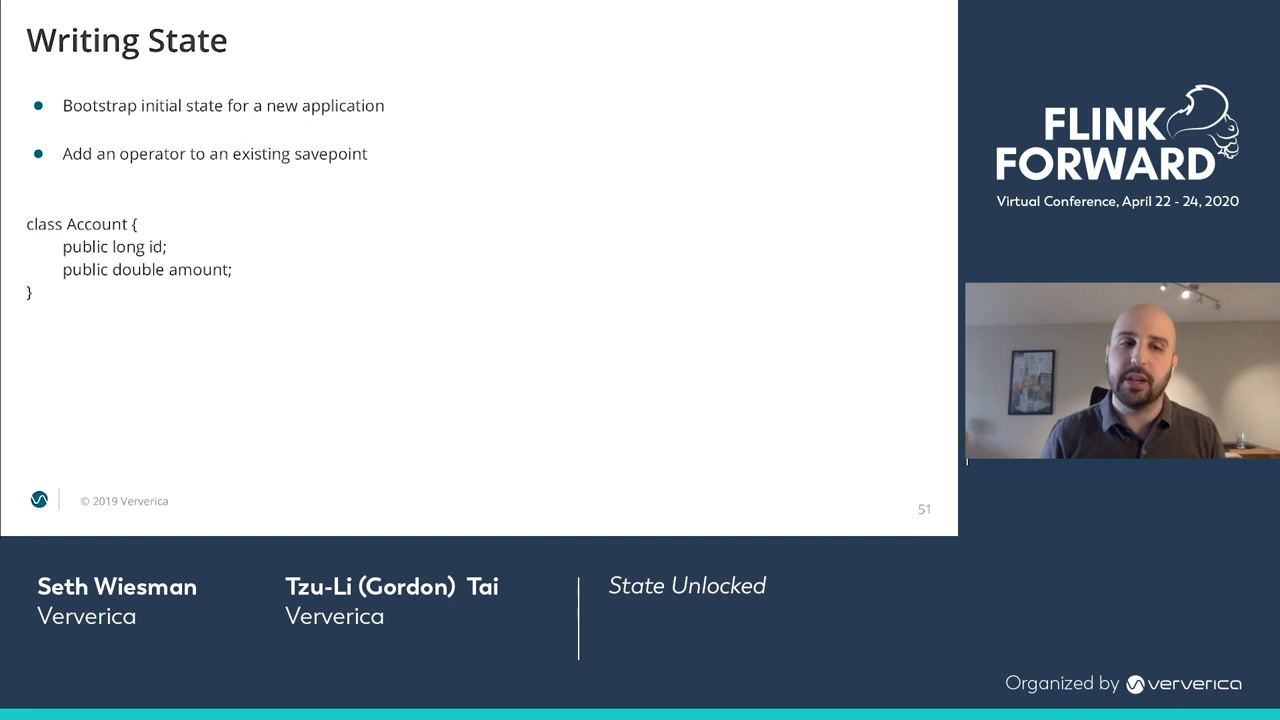 Writing State
Bootstrap initial state for a new application
Add an operator to an existing savepoint
class Account {
public long id;
public double amount;
}
© 2019 Ververica
51
FLINK
FORWARD
Virtual Conference, April 22 - 24, 2020
Seth Wiesman
Ververica
Tzu-Li (Gordon) Tai
Ververica
State Unlocked
Organized by ververica